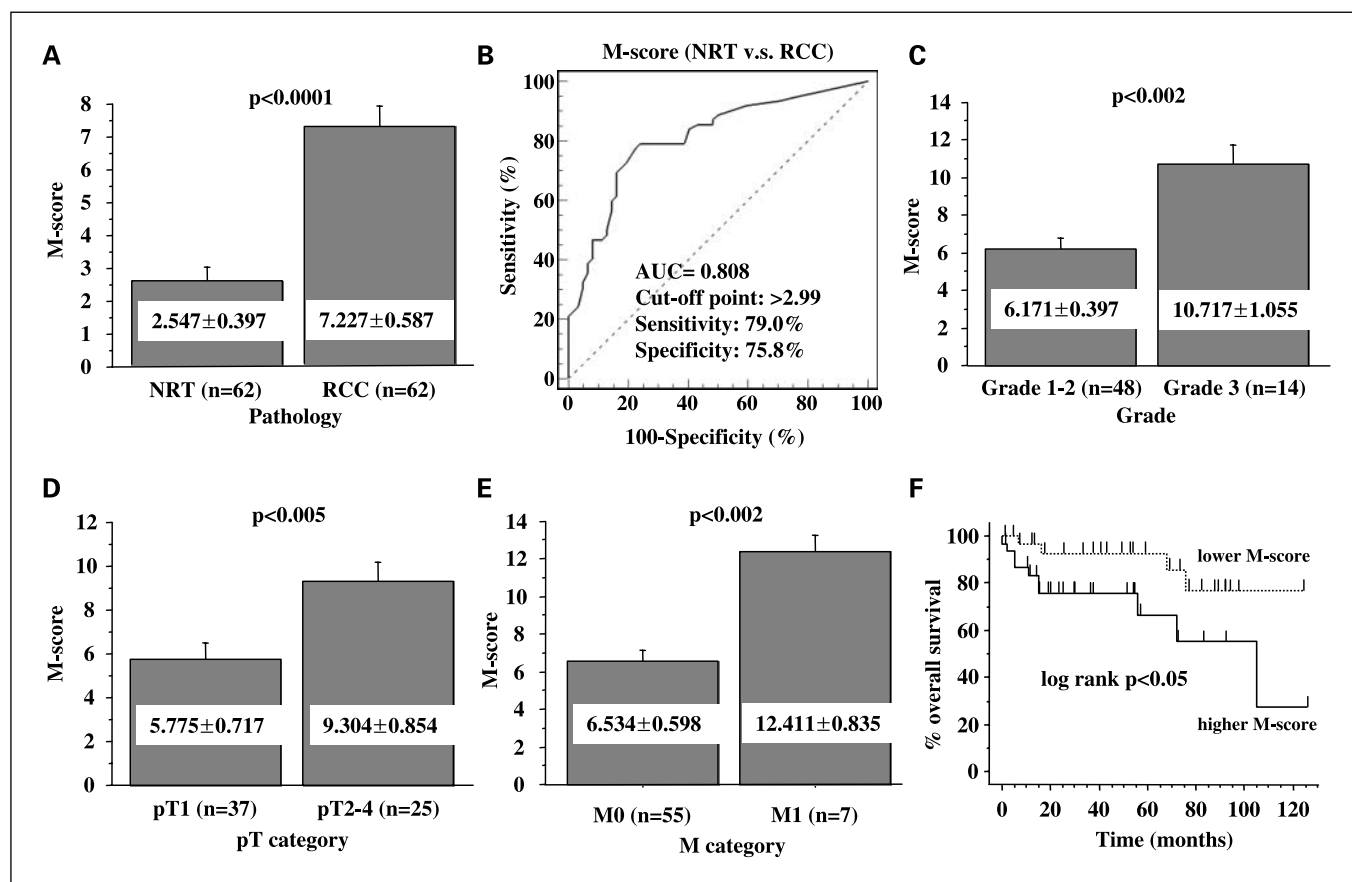 A
p<0.0001
8
7
6
5
4
3
2
1
0
M-score
2.547±0.397
7.227±0.587
NRT (n=62) RCC (n=62)
Pathology
B
M-score (NRT v.s. RCC)
100
80
60
40
20
0
Sensitivity (%)
AUC= 0.808
Cut-off point: >2.99
Sensitivity: 79.0%
Specificity: 75.8%
0 20 40 60 80 100
100-Specificity (%)
C
p<0.002
14
12
10
8
6
4
2
0
M-score
6.171±0.397
10.717±1.055
Grade 1-2 (n=48) Grade 3 (n=14)
Grade
D
p<0.005
12
10
8
6
4
2
0
M-score
5.775±0.717
9.304±0.854
pT1 (n=37) pT2-4 (n=25)
pT category
E
p<0.002
14
12
10
8
6
4
2
0
M-score
6.534±0.598
12.411±0.835
M0 (n=55) M1 (n=7)
M category
F
100
80
60
40
20
0
% overall survival
lower M-score
log rank p<0.05
higher M-score
0 20 40 60 80 100 120
Time (months)